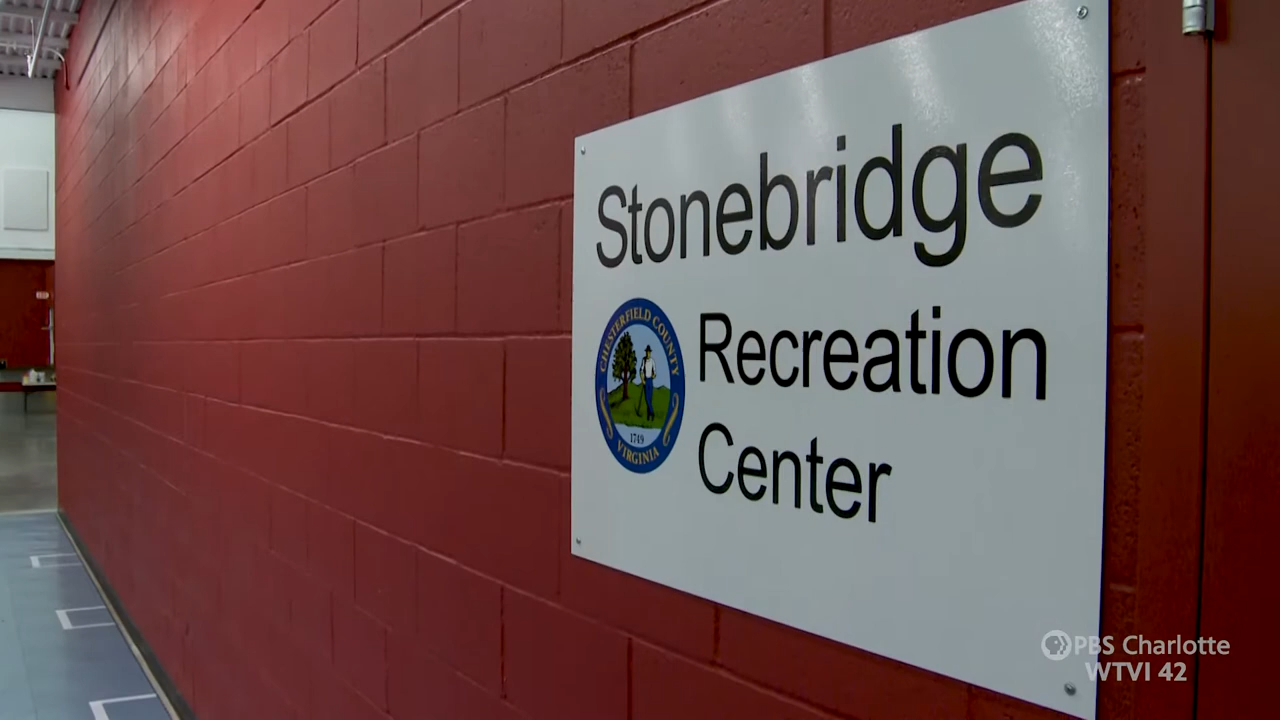 Stonebridge
CHESTERFIELD COUNTY
1749
VIRGINIA
Recreation
Center
PBS Charlotte
WTVI 42